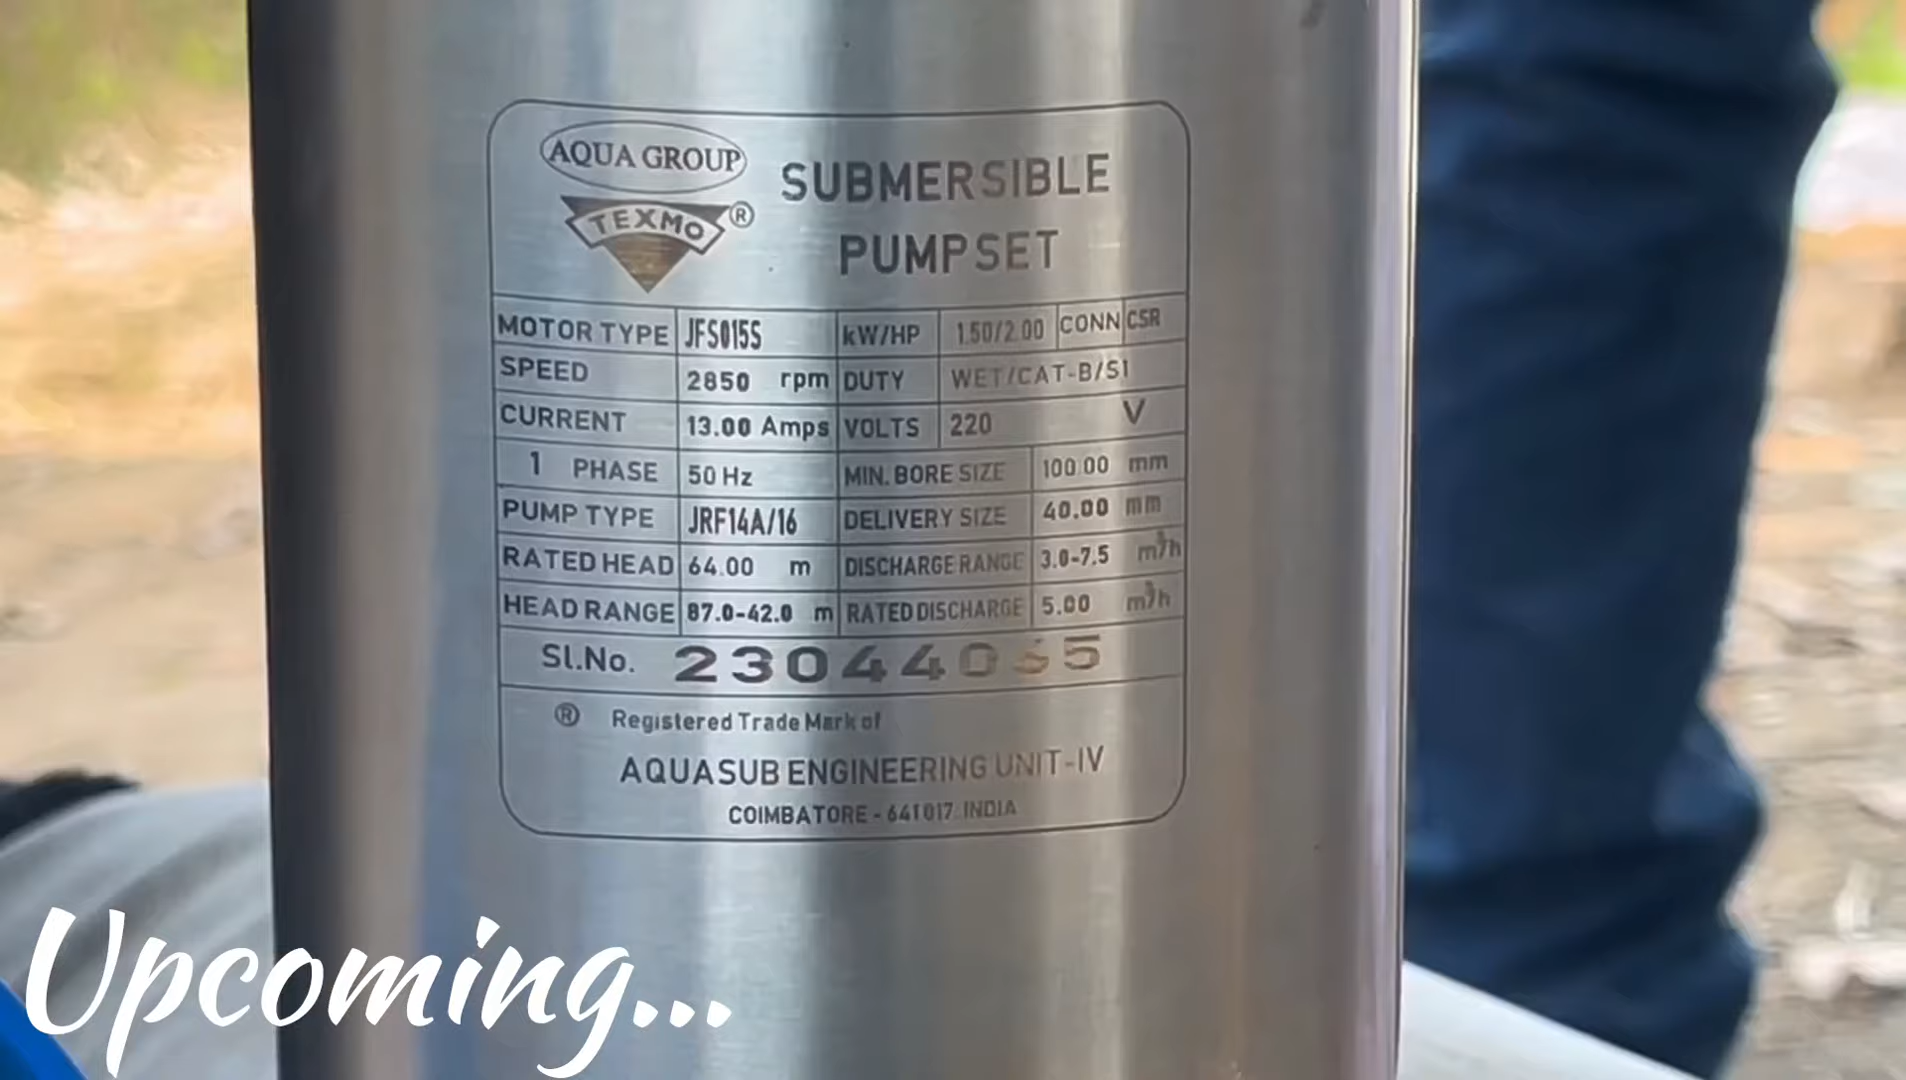 AQUA GROUP
TEXMO ®
SUBMERSIBLE
PUMPSET
MOTOR TYPE JFS015S kW/HP 1.50/2.00 CONN CSR
SPEED 2850 rpm DUTY WET/CAT-B/S1
CURRENT 13.00 Amps VOLTS 220 V
1 PHASE 50 Hz MIN. BORE SIZE 100.00 mm
PUMP TYPE JRF14A/16 DELIVERY SIZE 40.00 mm
RATED HEAD 64.00 m DISCHARGE RANGE 3.0-7.5 m³/h
HEAD RANGE 87.0-42.0 m RATED DISCHARGE 5.00 m³/h
Sl.No.
® Registered Trade Mark of
AQUASUB ENGINEERING UNIT-IV
COIMBATORE - 641017. INDIA
Upcoming...